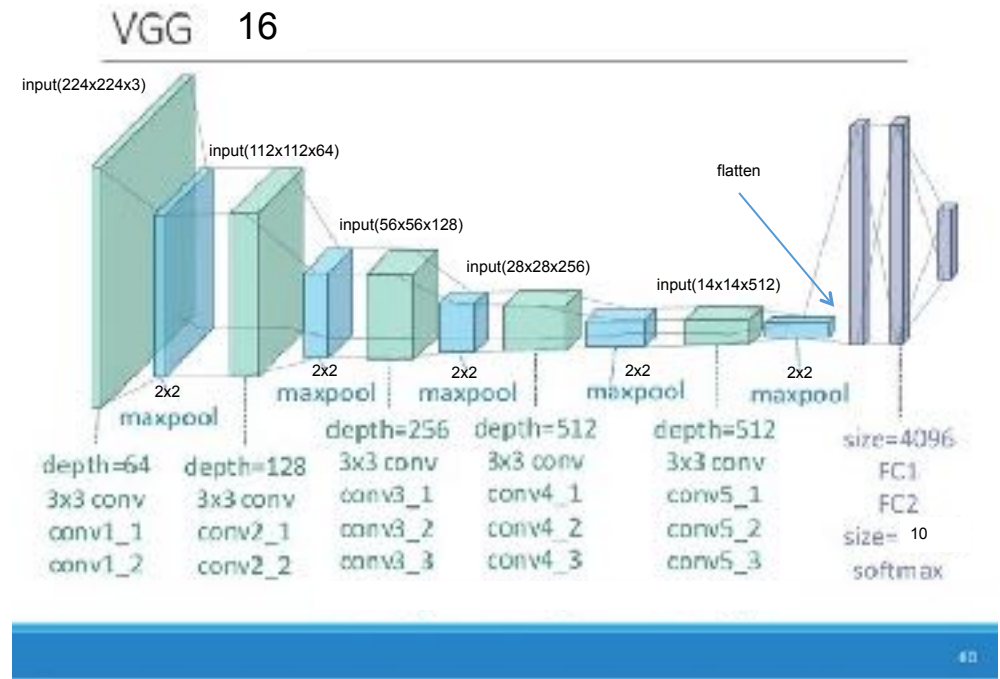 VGG 16
input(224x224x3)
input(112x112x64)
input(56x56x128)
input(28x28x256)
input(14x14x512)
flatten
2x2
maxpool
2x2
maxpool
2x2
maxpool
2x2
maxpool
2x2
maxpool
depth=64
3x3 conv
conv1_1
conv1_2
depth=128
3x3 conv
conv2_1
conv2_2
depth=256
3x3 conv
conv3_1
conv3_2
conv3_3
depth=512
3x3 conv
conv4_1
conv4_2
conv4_3
depth=512
3x3 conv
conv5_1
conv5_2
conv5_3
size=4096
FC1
FC2
size= 10
softmax